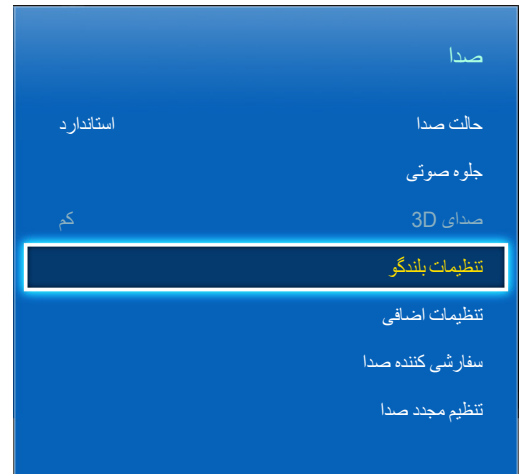 صدا
حالت صدا استاندارد
جلوه صوتی
صدای 3D کم
تنظیمات بلندگو
تنظیمات اضافی
سفارشی کننده صدا
تنظیم مجدد صدا